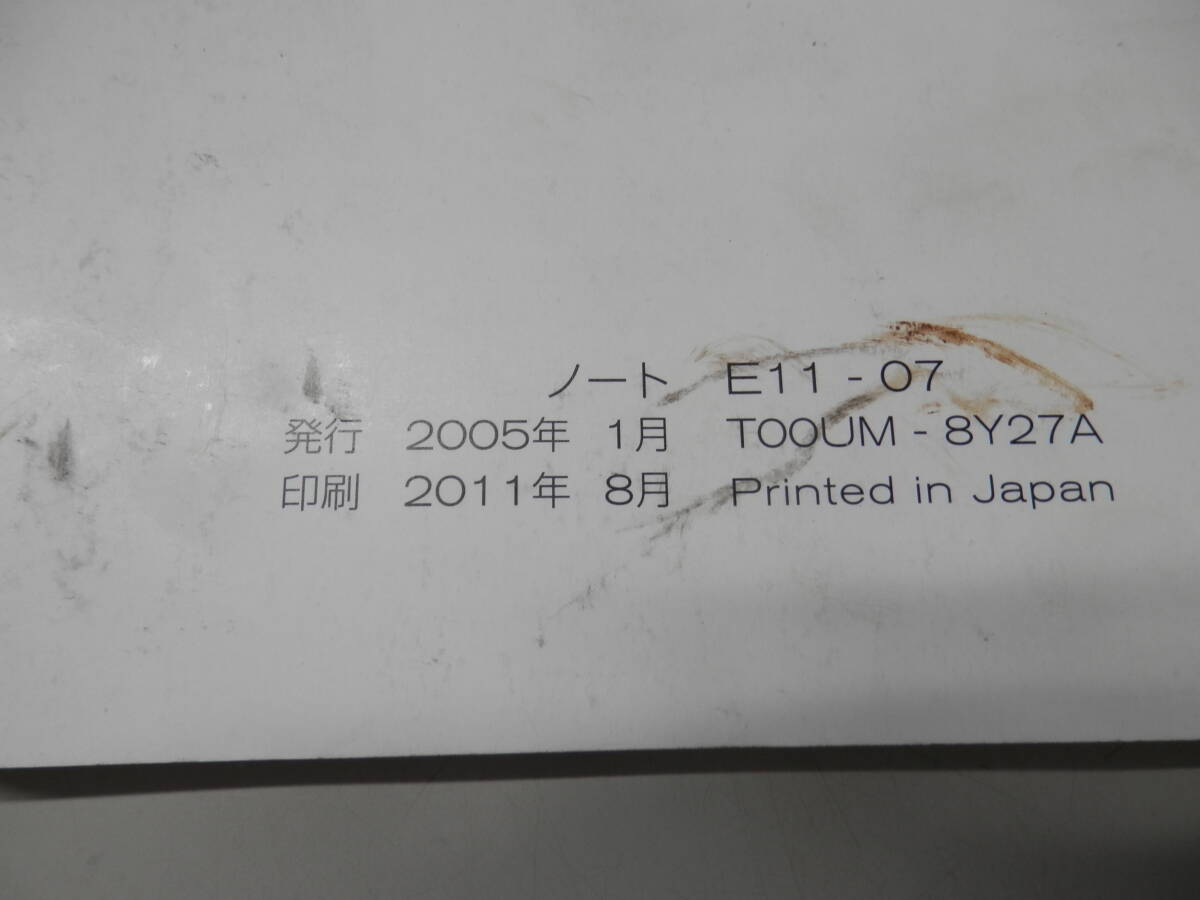 ノート E11 - 07
発行 2005年 1月 T00UM - 8Y27A
印刷 2011年 8月 Printed in Japan